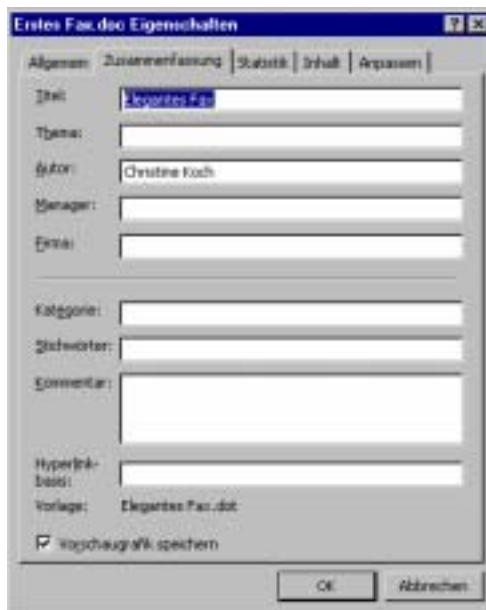 Erstes Fax.doc Eigenschaften
Allgemein Zusammenfassung Statistik Inhalt Anpassen
Titel: Elegantes Fax
Thema:
Autor: Christine Koch
Manager:
Firma:
Kategorie:
Stichwörter:
Kommentar:
Hyperlink-
basis:
Vorlage: Elegantes Fax.dot
Vorschaugrafik speichern
OK Abbrechen